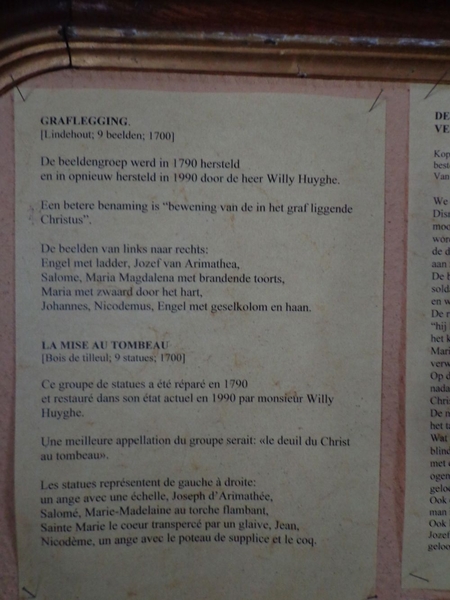 GRAFLEGGING.
[Lindehout; 9 beelden; 1700]
De beeldengroep werd in 1790 hersteld
en in opnieuw hersteld in 1990 door de heer Willy Huyghe.
Een betere benaming is “bewening van de in het graf liggende
Christus”.
De beelden van links naar rechts:
Engel met ladder, Jozef van Arimathea,
Salome, Maria Magdalena met brandende toorts,
Maria met zwaard door het hart,
Johannes, Nicodemus, Engel met geselkolom en haan.
LA MISE AU TOMBEAU
[Bois de tilleul; 9 statues; 1700]
Ce groupe de statues a été réparé en 1790
et restauré dans son état actuel en 1990 par monsieur Willy
Huyghe.
Une meilleure appellation du groupe serait: «le deuil du Christ
au tombeau».
Les statues représentent de gauche à droite:
un ange avec une échelle, Joseph d'Arimathée,
Salomé, Marie-Madelaine au torche flambant,
Sainte Marie le coeur transpercé par un glaive, Jean,
Nicodème, un ange avec le poteau de supplice et le coq.
DE
VE
Kop
best
Van
We